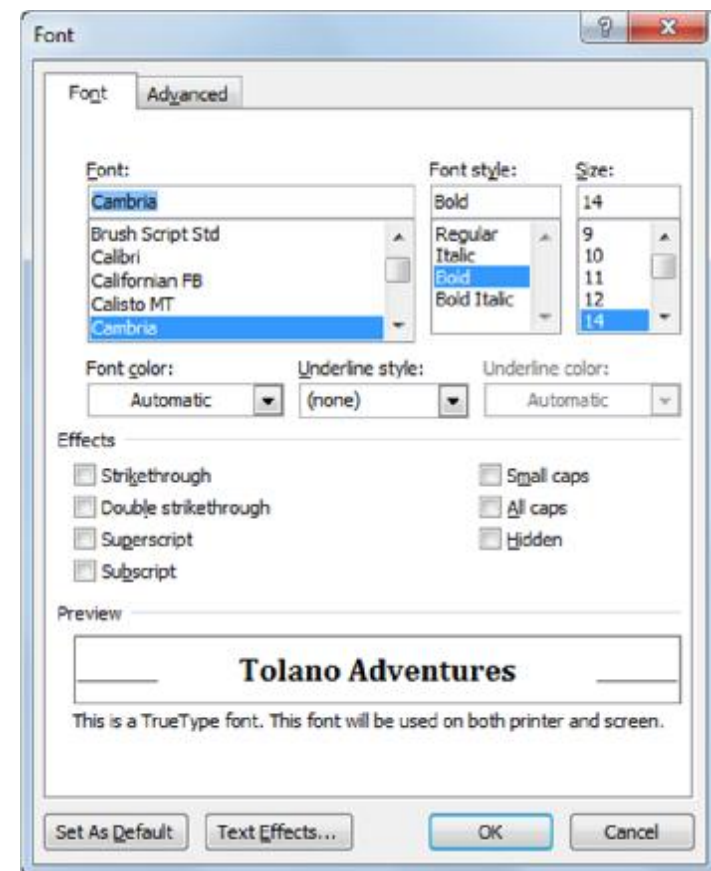 Font
Font Advanced
Font: Font style: Size:
Cambria Bold 14
Brush Script Std Regular 9
Calibri Italic 10
Californian FB Bold 11
Calisto MT Bold Italic 12
Cambria 14
Font color: Underline style: Underline color:
Automatic (none) Automatic
Effects
Strikethrough Small caps
Double strikethrough All caps
Superscript Hidden
Subscript
Preview
Tolano Adventures
This is a TrueType font. This font will be used on both printer and screen.
Set As Default Text Effects... OK Cancel